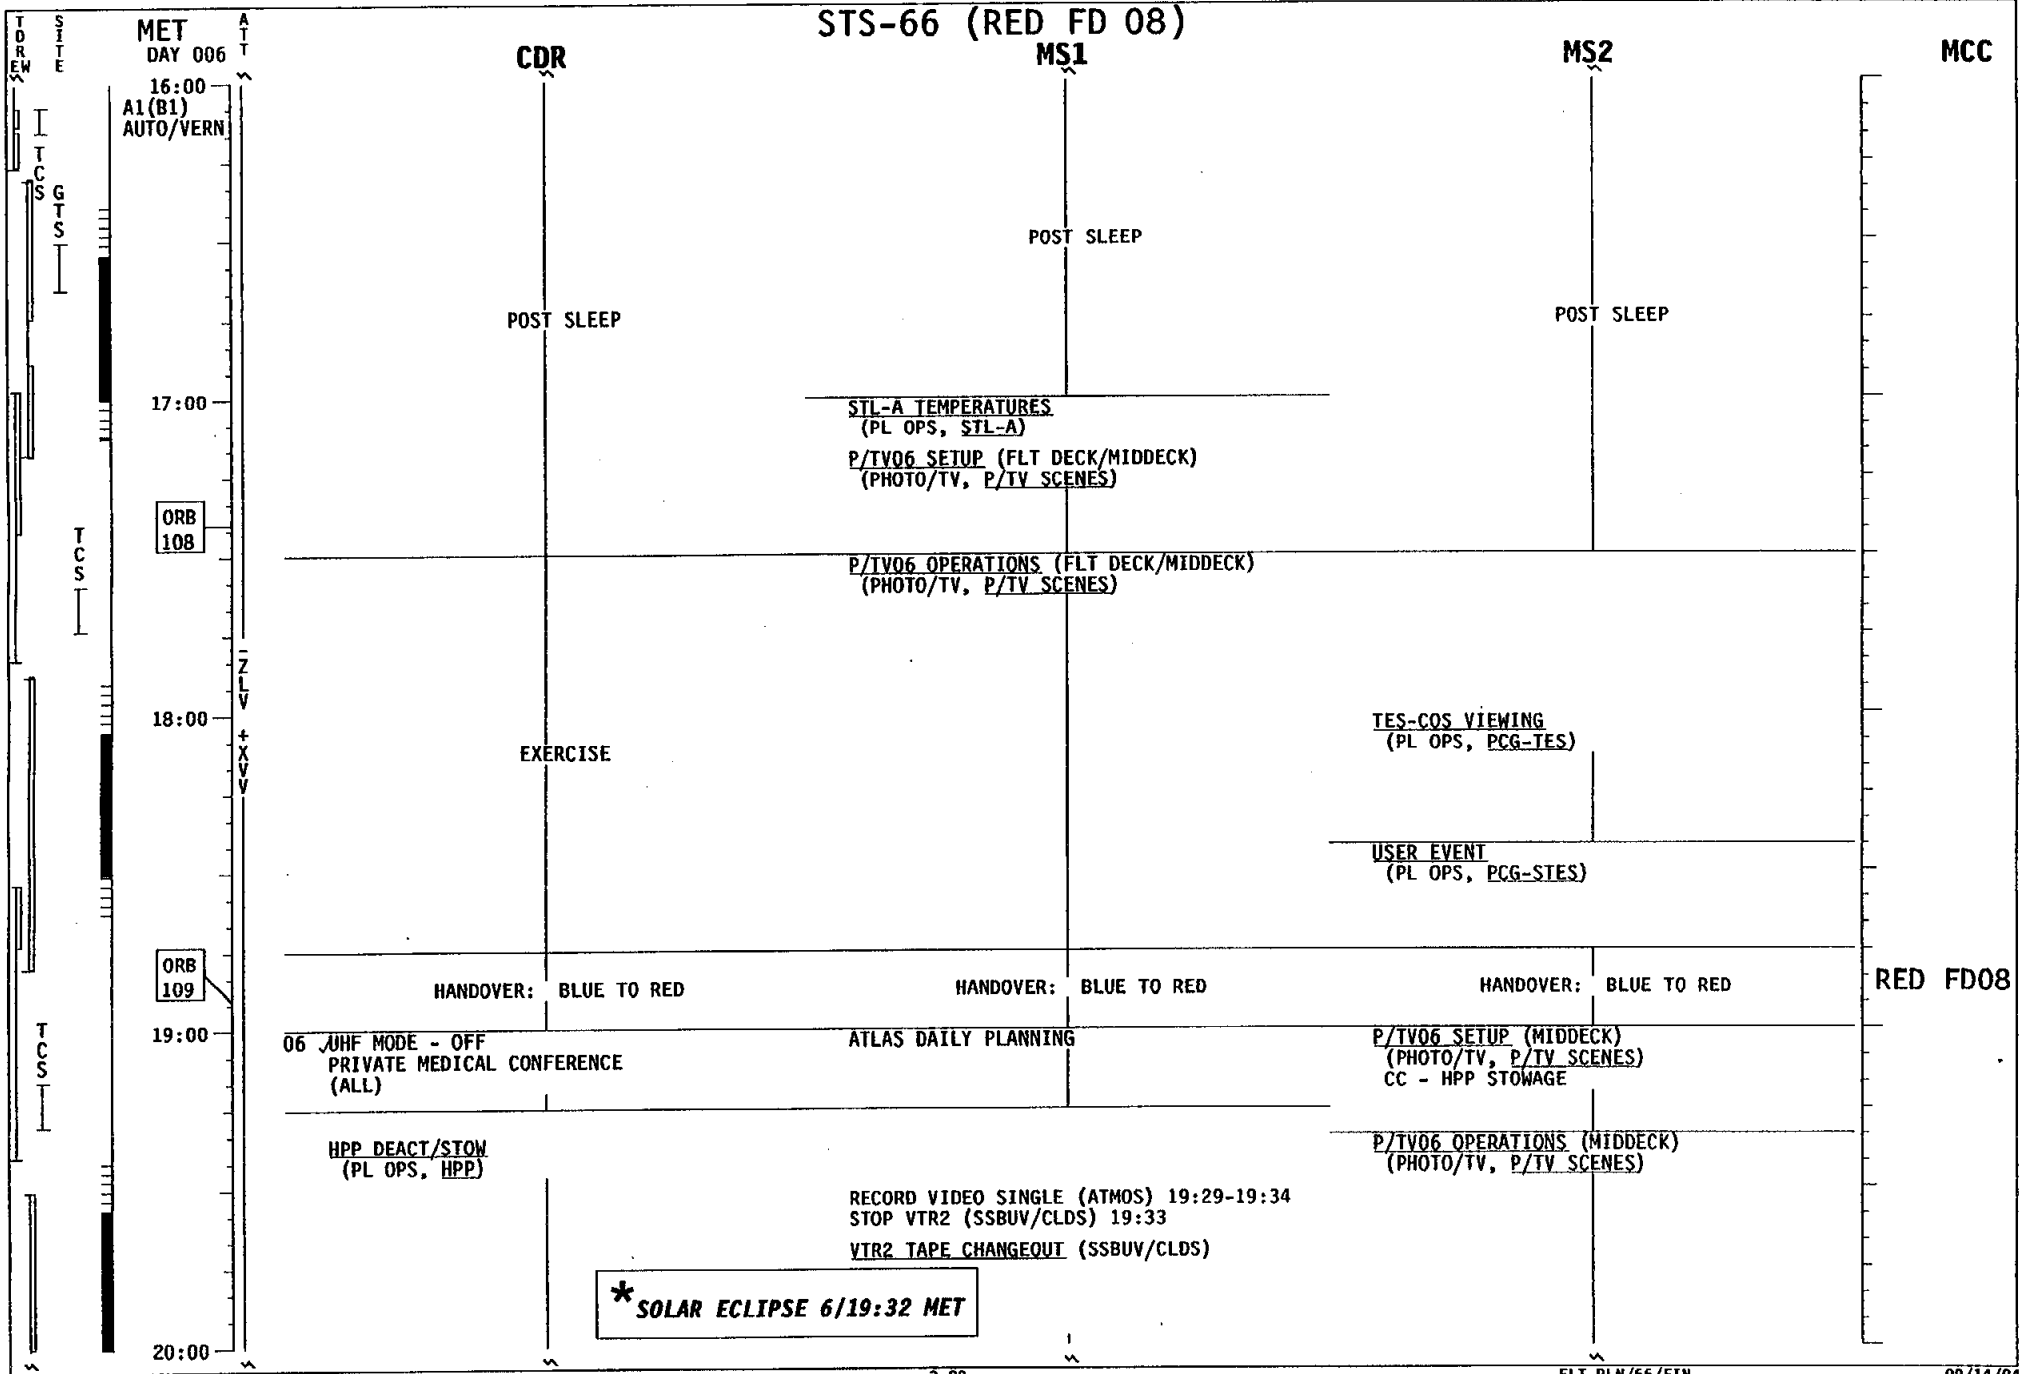 STS-66 (RED FD 08)
TDRS
E W
SITE
MET
DAY 006
ATT
CDR
MS1
MS2
MCC
16:00
A1(B1)
AUTO/VERN
TCS
GTS
POST SLEEP
POST SLEEP
POST SLEEP
17:00
STL-A TEMPERATURES
(PL OPS, STL-A)
P/TV06 SETUP (FLT DECK/MIDDECK)
(PHOTO/TV, P/TV SCENES)
ORB
108
TCS
P/TV06 OPERATIONS (FLT DECK/MIDDECK)
(PHOTO/TV, P/TV SCENES)
-ZLV +XVV
18:00
EXERCISE
TES-COS VIEWING
(PL OPS, PCG-TES)
USER EVENT
(PL OPS, PCG-STES)
ORB
109
HANDOVER: BLUE TO RED
HANDOVER: BLUE TO RED
HANDOVER: BLUE TO RED
RED FD08
19:00
TCS
06 ✓UHF MODE - OFF
PRIVATE MEDICAL CONFERENCE
(ALL)
ATLAS DAILY PLANNING
P/TV06 SETUP (MIDDECK)
(PHOTO/TV, P/TV SCENES)
CC - HPP STOWAGE
HPP DEACT/STOW
(PL OPS, HPP)
P/TV06 OPERATIONS (MIDDECK)
(PHOTO/TV, P/TV SCENES)
RECORD VIDEO SINGLE (ATMOS) 19:29-19:34
STOP VTR2 (SSBUV/CLDS) 19:33
VTR2 TAPE CHANGEOUT (SSBUV/CLDS)
*SOLAR ECLIPSE 6/19:32 MET
20:00
FLT PLN/66/FIN